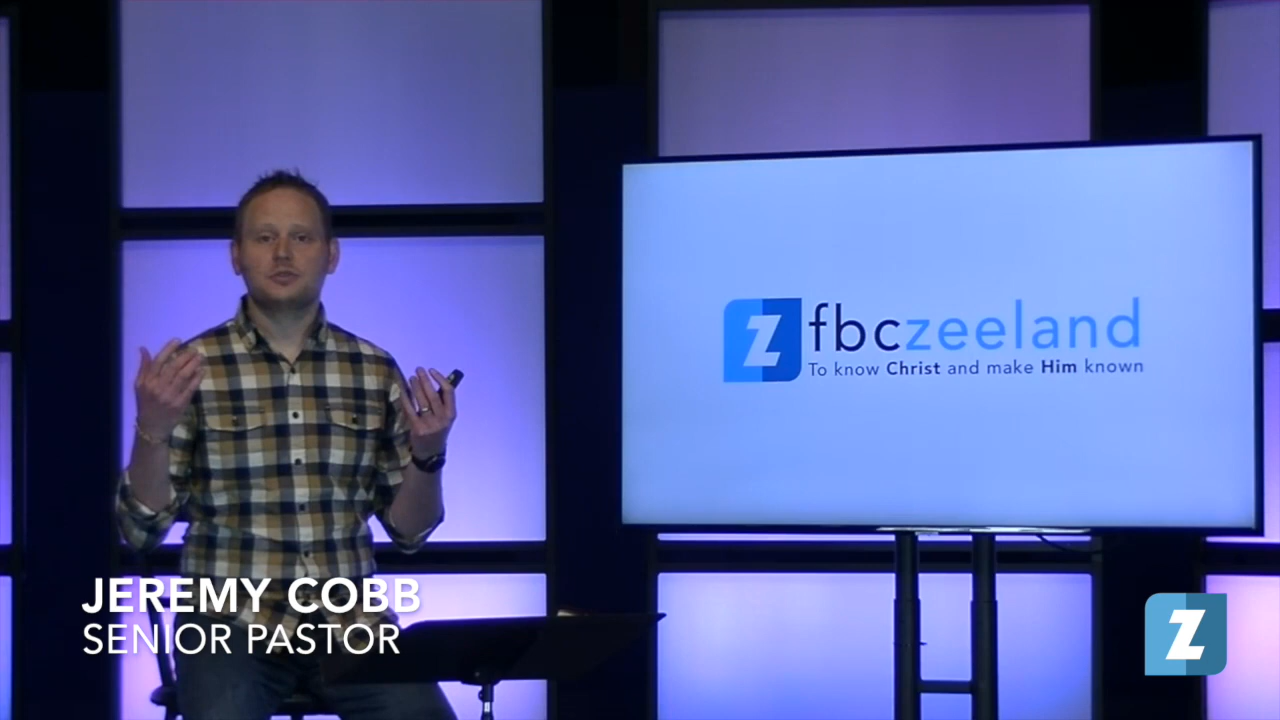 Z fbczeeland
To know Christ and make Him known
JEREMY COBB
SENIOR PASTOR
Z